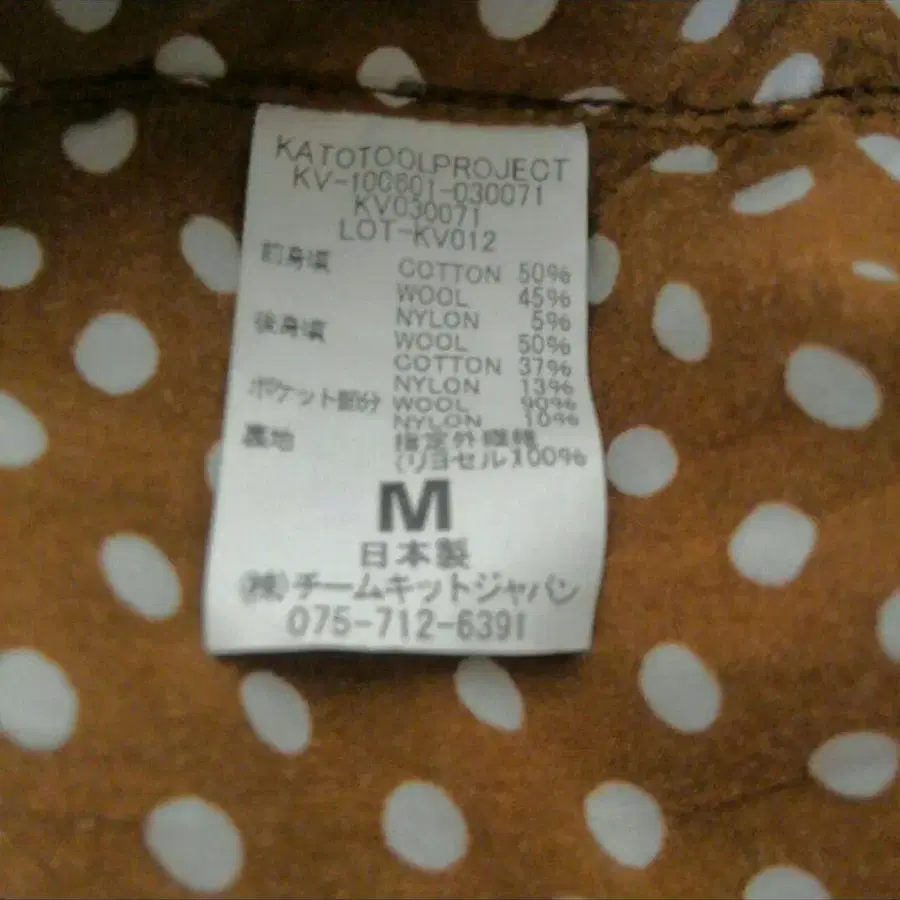 KATOTOOLPROJECT
KV-100601-030071
KV030071
LOT-KV012
前身頃 COTTON 50%
WOOL 45%
NYLON 5%
後身頃 WOOL 50%
COTTON 37%
NYLON 13%
ポケット部分 WOOL 90%
NYLON 10%
裏地 指定外繊維
(リヨセル)100%
M
日本製
㈱チームキットジャパン
075-712-6391